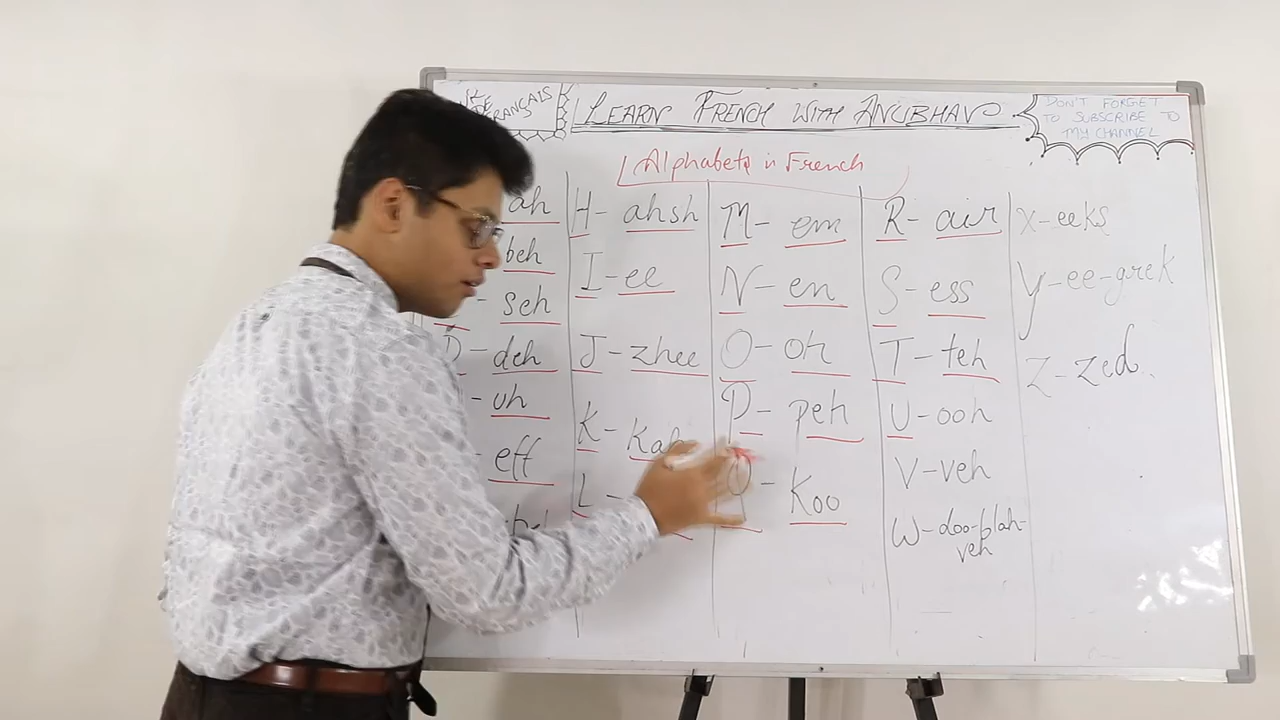 FRANÇAIS
LEARN FRENCH WITH ANUBHAV
DON'T FORGET
TO SUBSCRIBE TO
MY CHANNEL
Alphabets in French
ah
beh
- seh
D - deh
- uh
- eff
H - ahsh
I - ee
J - zhee
K - Kah
L -
M - em
N - en
O - oh
P - peh
Q - Koo
R - air
S - ess
T - teh
U - ooh
V - veh
W - doo-blah-
veh
X - eeks
Y - ee-grek
Z - zed